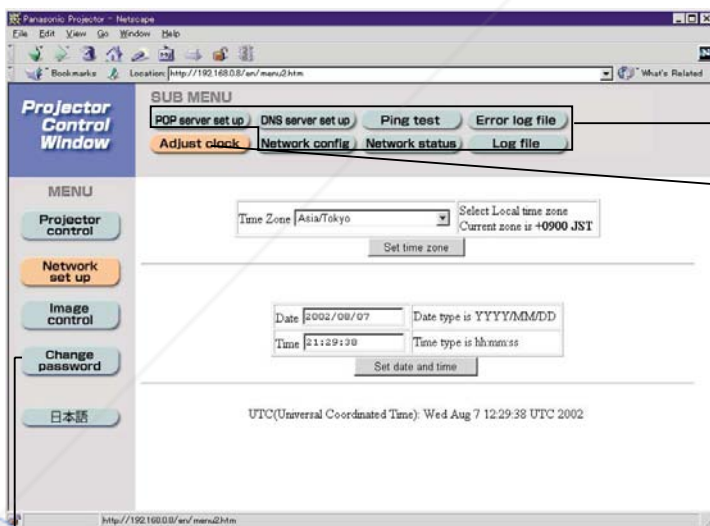 Panasonic Projector - Netscape
File Edit View Go Window Help
Bookmarks Location: http://192.168.0.8/en/menu2.htm What's Related
Projector
Control
Window
SUB MENU
POP server set up DNS server set up Ping test Error log file
Adjust clock Network config Network status Log file
MENU
Projector
control
Network
set up
Image
control
Change
password
日本語
Time Zone Asia/Tokyo Select Local time zone
Current zone is +0900 JST
Set time zone
Date 2002/08/07 Date type is YYYY/MM/DD
Time 21:29:38 Time type is hh:mm:ss
Set date and time
UTC(Universal Coordinated Time): Wed Aug 7 12:29:38 UTC 2002
http://192.168.0.8/en/menu2.htm